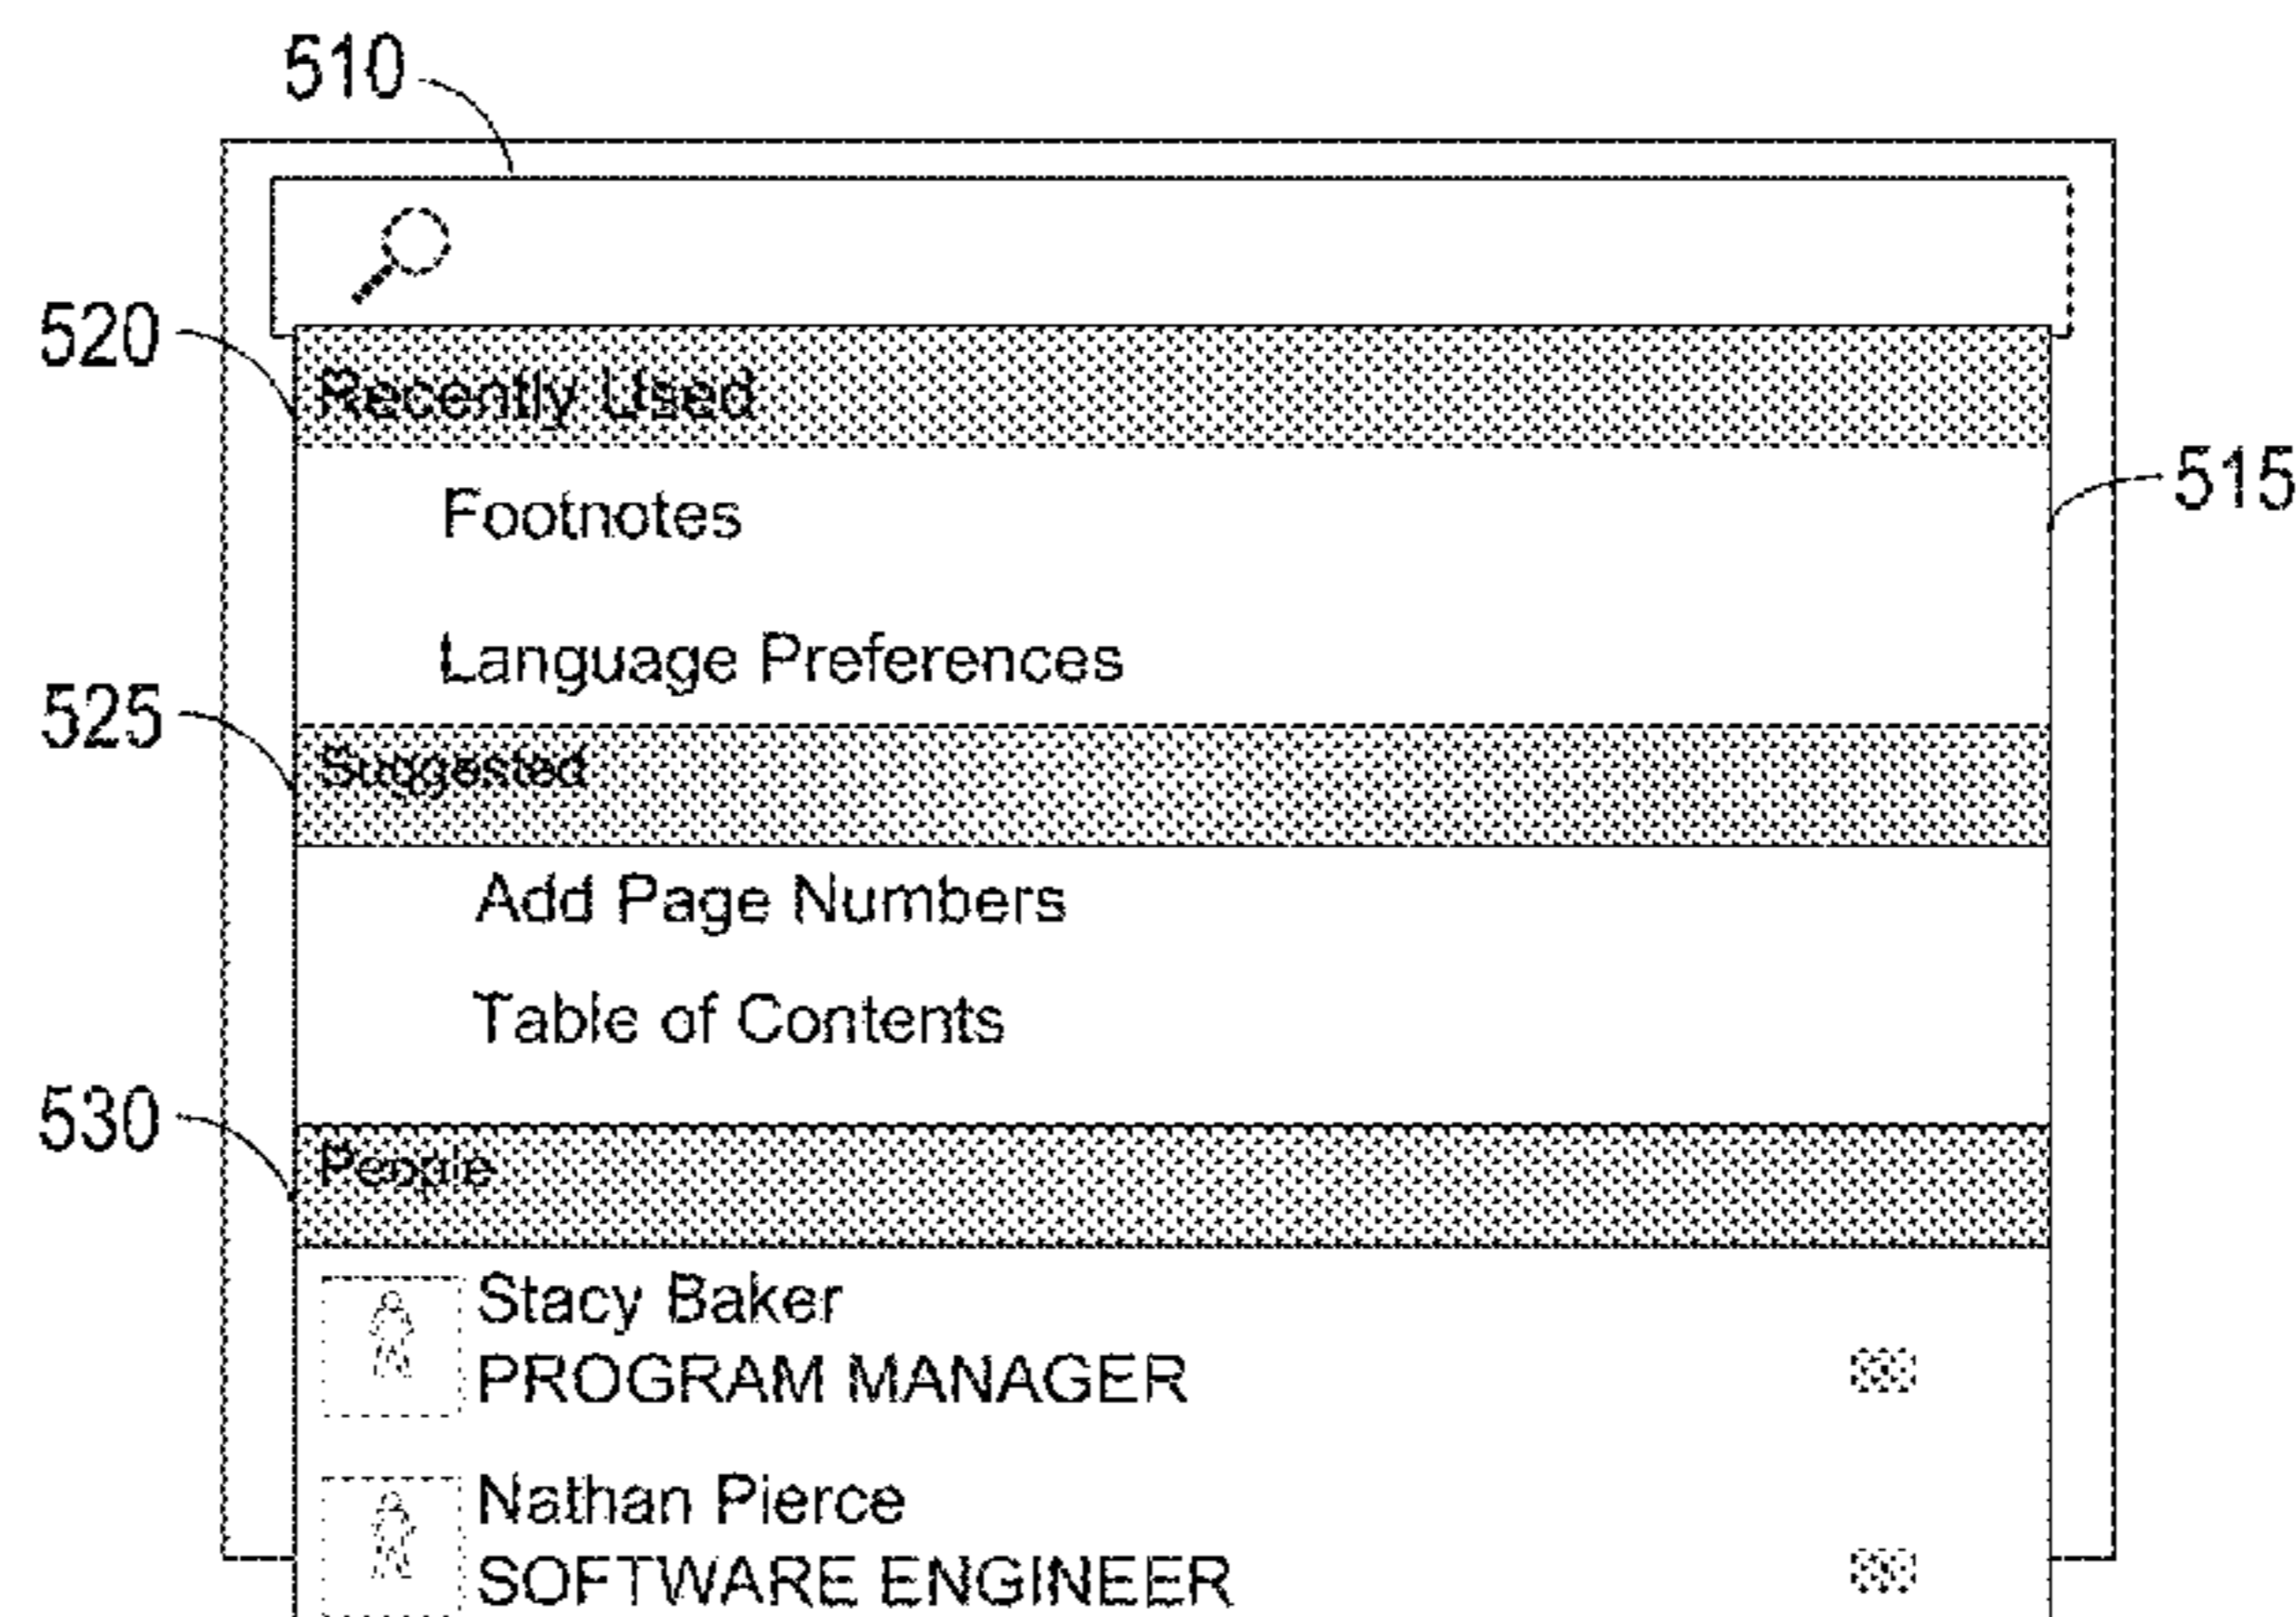 510
520
Recently Used
Footnotes
515
Language Preferences
525
Suggested
Add Page Numbers
Table of Contents
530
People
Stacy Baker
PROGRAM MANAGER
Nathan Pierce
SOFTWARE ENGINEER